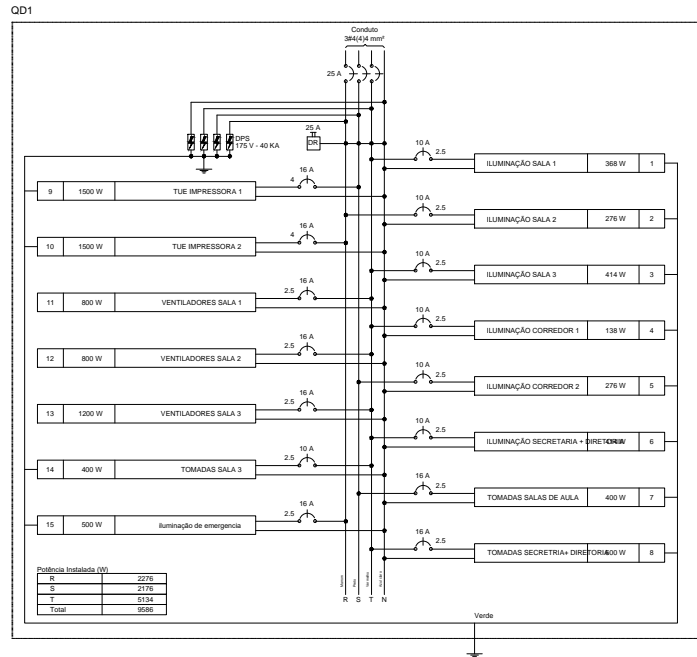 QD1
Conduto
3#4(4)4 mm²
25 A
DPS
175 V - 40 KA
25 A
DR
10 A
2.5
ILUMINAÇÃO SALA 1 368 W 1
16 A
4
9 1500 W TUE IMPRESSORA 1
10 A
2.5
ILUMINAÇÃO SALA 2 276 W 2
16 A
4
10 1500 W TUE IMPRESSORA 2
10 A
2.5
ILUMINAÇÃO SALA 3 414 W 3
16 A
2.5
11 800 W VENTILADORES SALA 1
10 A
2.5
ILUMINAÇÃO CORREDOR 1 138 W 4
16 A
2.5
12 800 W VENTILADORES SALA 2
10 A
2.5
ILUMINAÇÃO CORREDOR 2 276 W 5
16 A
2.5
13 1200 W VENTILADORES SALA 3
10 A
2.5
ILUMINAÇÃO SECRETARIA + DIRETORIA 6
10 A
2.5
14 400 W TOMADAS SALA 3
16 A
2.5
TOMADAS SALAS DE AULA 400 W 7
16 A
2.5
15 500 W iluminação de emergencia
16 A
2.5
TOMADAS SECRETRIA+ DIRETORIA 600 W 8
Potência Instalada (W)
R 2276
S 2176
T 5134
Total 9586
R S T N
Verde